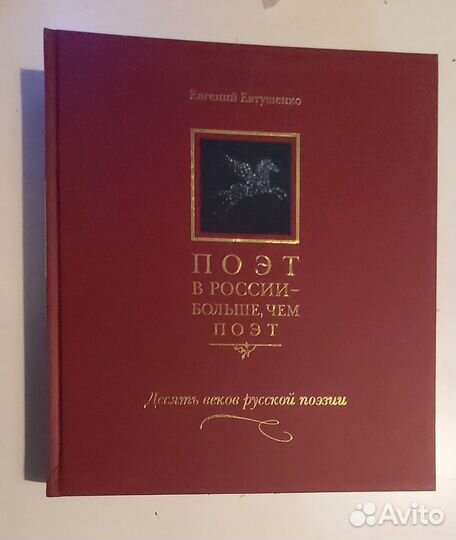 Евгений Евтушенко
ПОЭТ
В РОССИИ–
БОЛЬШЕ, ЧЕМ
ПОЭТ
Десять веков русской поэзии
Avito